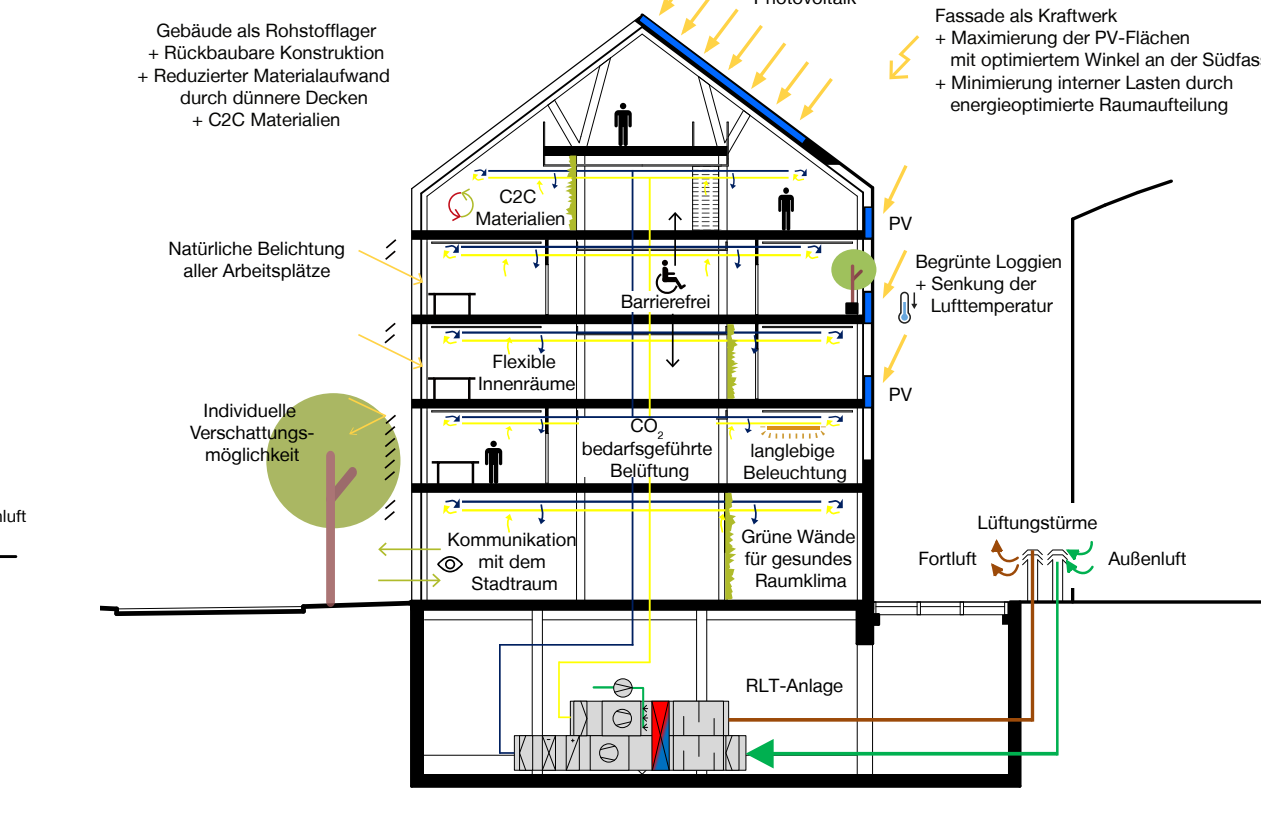 Photovoltaik
Gebäude als Rohstofflager
+ Rückbaubare Konstruktion
+ Reduzierter Materialaufwand
durch dünnere Decken
+ C2C Materialien
Fassade als Kraftwerk
+ Maximierung der PV-Flächen
mit optimiertem Winkel an der Südfas
+ Minimierung interner Lasten durch
energieoptimierte Raumaufteilung
C2C
Materialien
PV
Natürliche Belichtung
aller Arbeitsplätze
Barrierefrei
Begrünte Loggien
+ Senkung der
Lufttemperatur
Flexible
Innenräume
PV
Individuelle
Verschattungs-
möglichkeit
CO2
bedarfsgeführte
Belüftung
langlebige
Beleuchtung
luft
Kommunikation
mit dem
Stadtraum
Grüne Wände
für gesundes
Raumklima
Lüftungstürme
Fortluft
Außenluft
RLT-Anlage